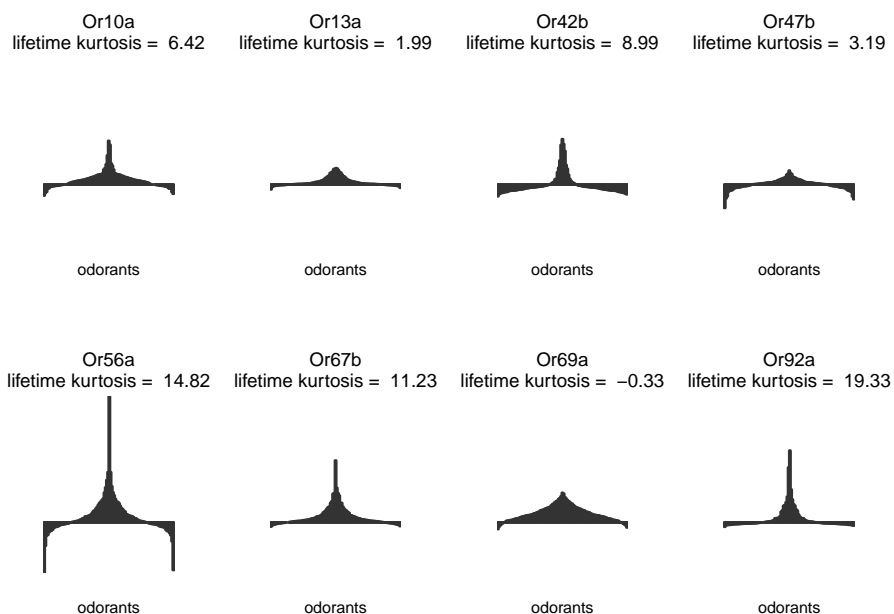 Or10a
lifetime kurtosis = 6.42
Or13a
lifetime kurtosis = 1.99
Or42b
lifetime kurtosis = 8.99
Or47b
lifetime kurtosis = 3.19
odorants
odorants
odorants
odorants
Or56a
lifetime kurtosis = 14.82
Or67b
lifetime kurtosis = 11.23
Or69a
lifetime kurtosis = −0.33
Or92a
lifetime kurtosis = 19.33
odorants
odorants
odorants
odorants